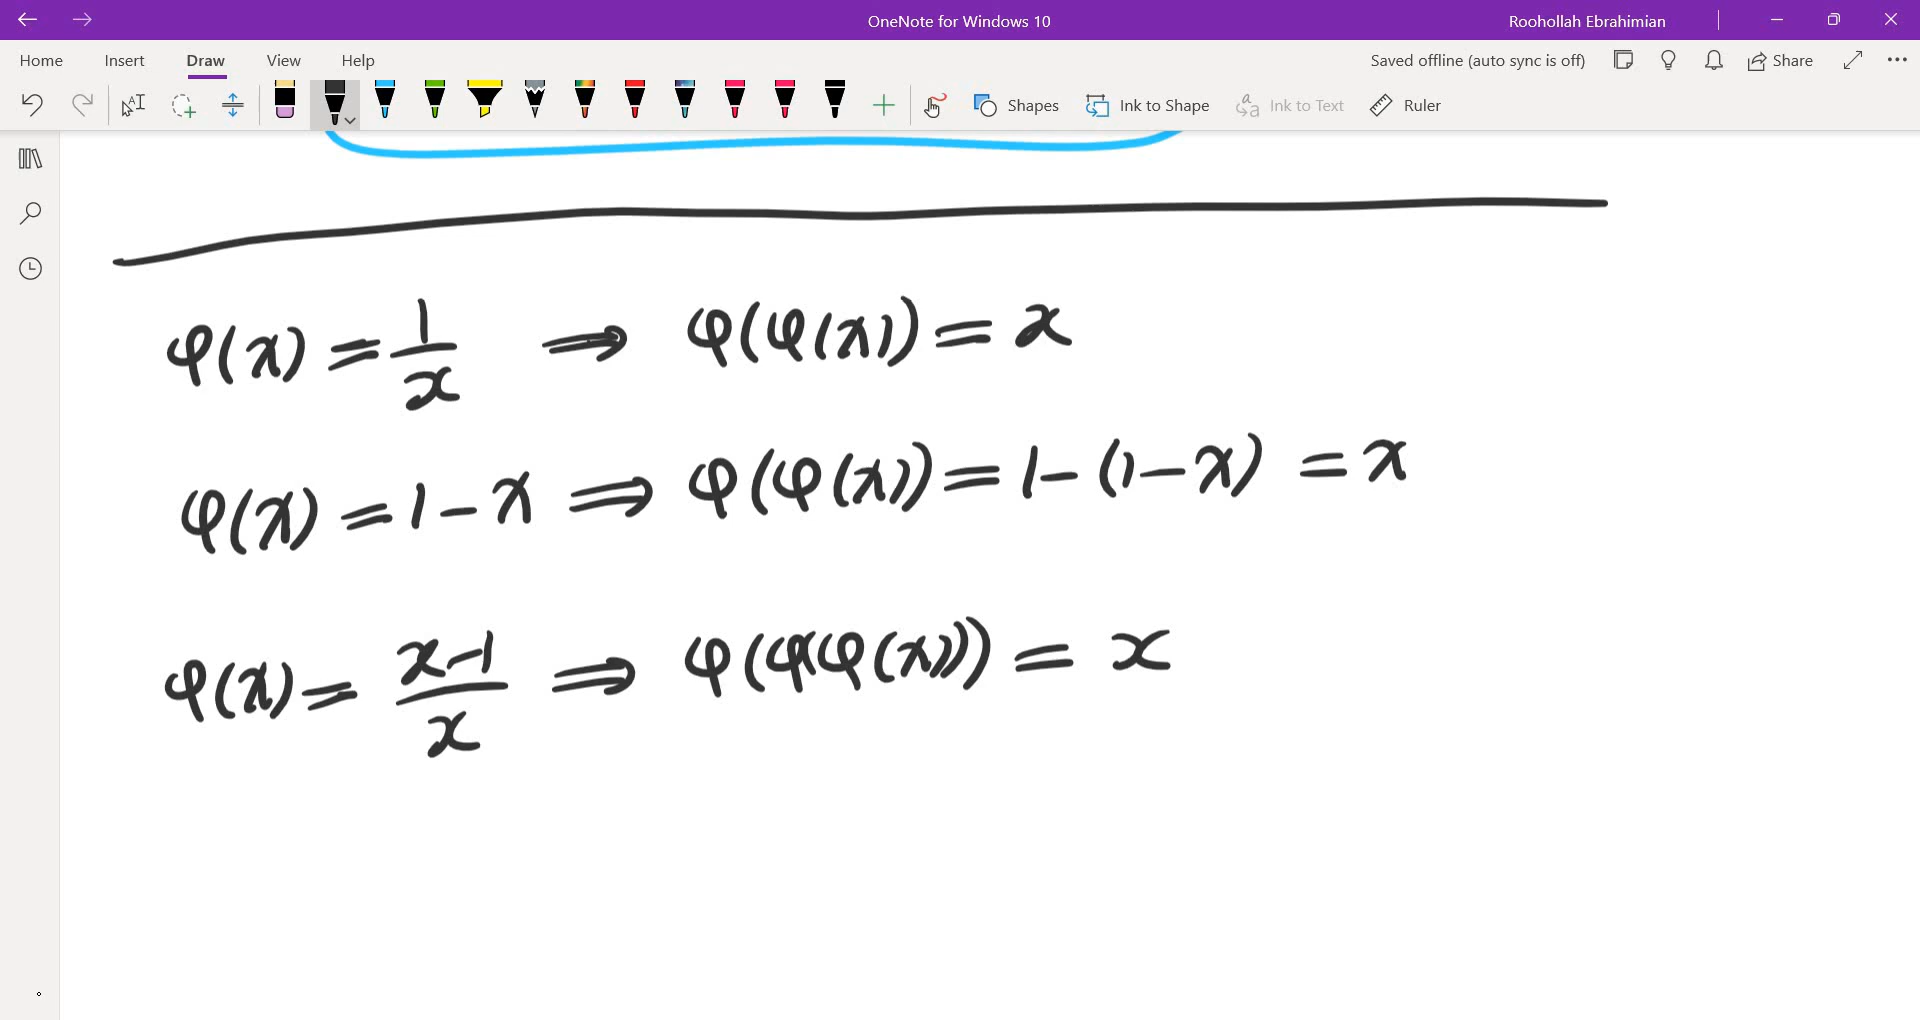 OneNote for Windows 10
Roohollah Ebrahimian
Home Insert Draw View Help
Saved offline (auto sync is off) Share
Shapes Ink to Shape Ink to Text Ruler
φ(x) = 1/x ⟹ φ(φ(x)) = x
φ(x) = 1 - x ⟹ φ(φ(x)) = 1 - (1 - x) = x
φ(x) = x-1/x ⟹ φ(φ(φ(x))) = x